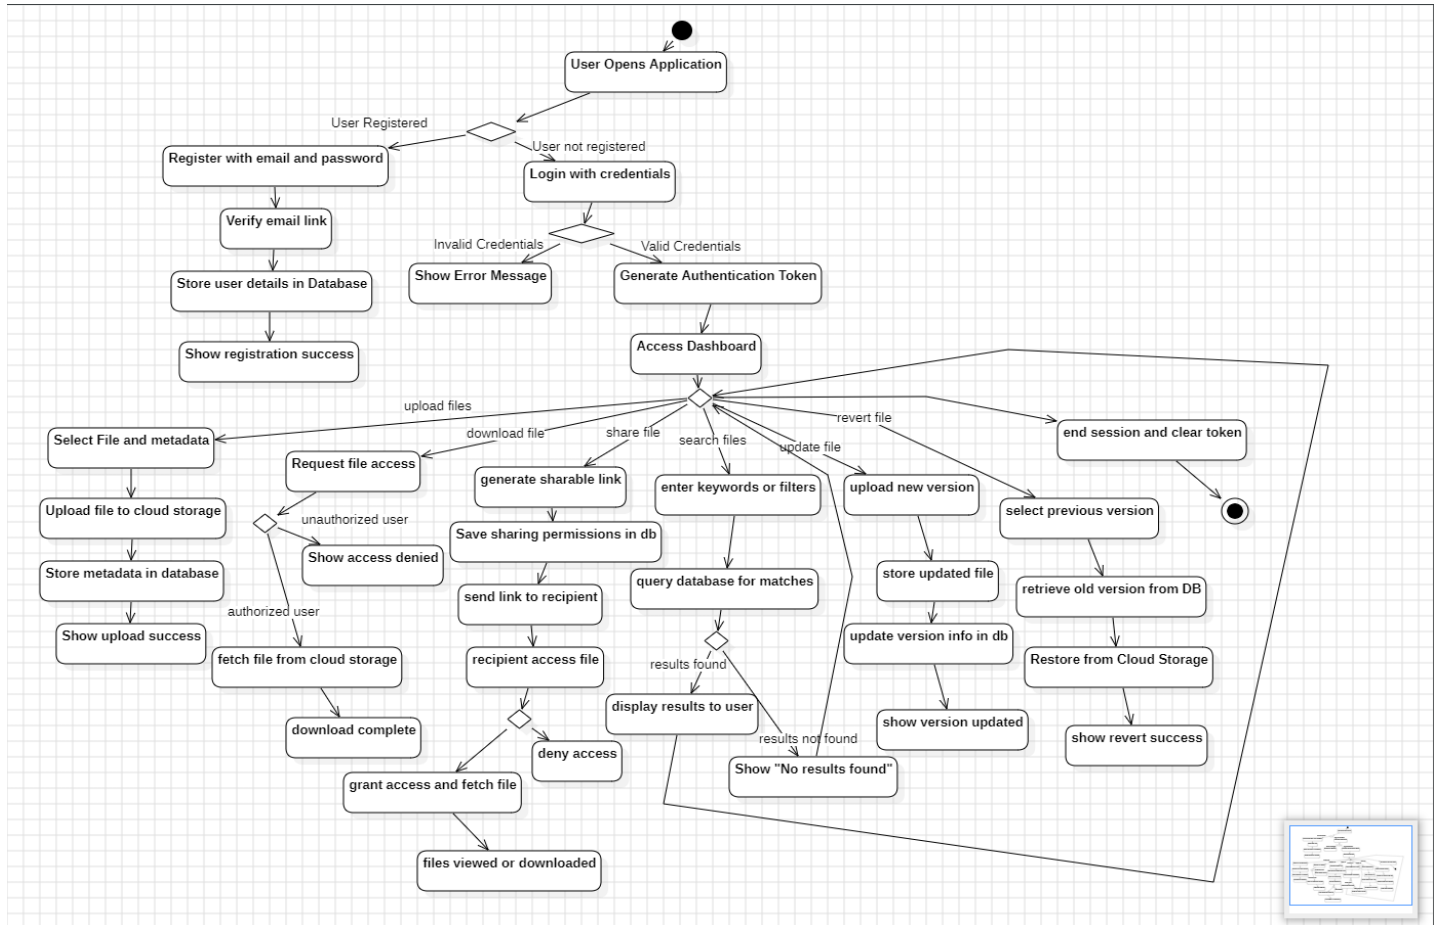 User Opens Application
User Registered
User not registered
Register with email and password
Login with credentials
Verify email link
Invalid Credentials
Valid Credentials
Store user details in Database
Show Error Message
Generate Authentication Token
Show registration success
Access Dashboard
upload files
download file
share file
search files
update file
revert file
Select File and metadata
Request file access
generate sharable link
enter keywords or filters
upload new version
select previous version
end session and clear token
Upload file to cloud storage
unauthorized user
Show access denied
Save sharing permissions in db
query database for matches
store updated file
retrieve old version from DB
Store metadata in database
authorized user
send link to recipient
update version info in db
Show upload success
fetch file from cloud storage
recipient access file
results found
Restore from Cloud Storage
display results to user
results not found
show version updated
show revert success
download complete
deny access
Show "No results found"
grant access and fetch file
files viewed or downloaded